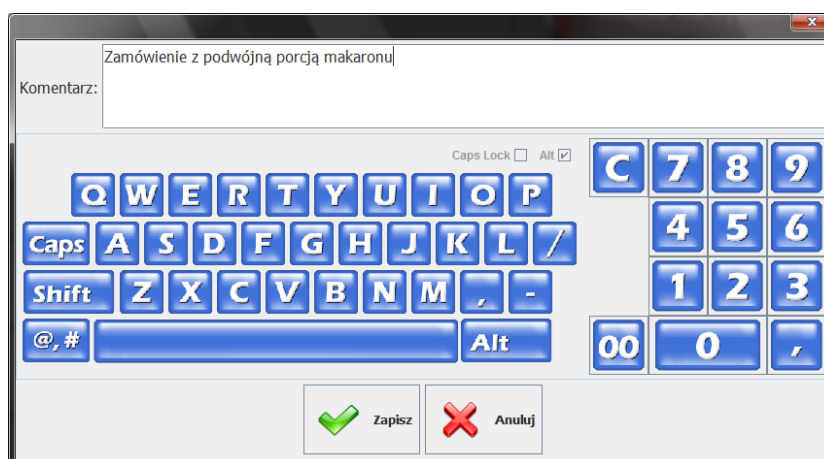 Komentarz: Zamówienie z podwójną porcją makaronu
Caps Lock Alt
Q W E R T Y U I O P
Caps A S D F G H J K L /
Shift Z X C V B N M , -
@,# Alt
C 7 8 9
4 5 6
1 2 3
00 0 ,
Zapisz Anuluj